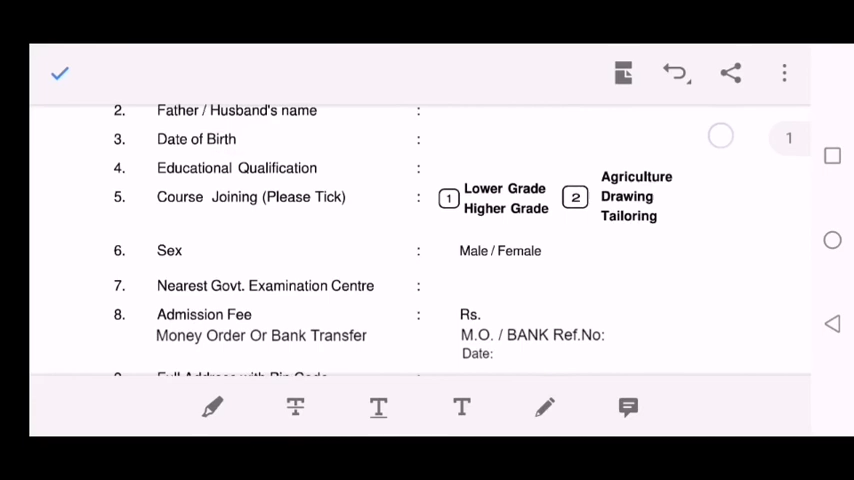 2. Father / Husband's name :
3. Date of Birth :
4. Educational Qualification :
5. Course Joining (Please Tick) : 1 Lower Grade Higher Grade 2 Agriculture Drawing Tailoring
6. Sex : Male / Female
7. Nearest Govt. Examination Centre :
8. Admission Fee : Rs.
Money Order Or Bank Transfer M.O. / BANK Ref.No:
Date:
1
T
T
T